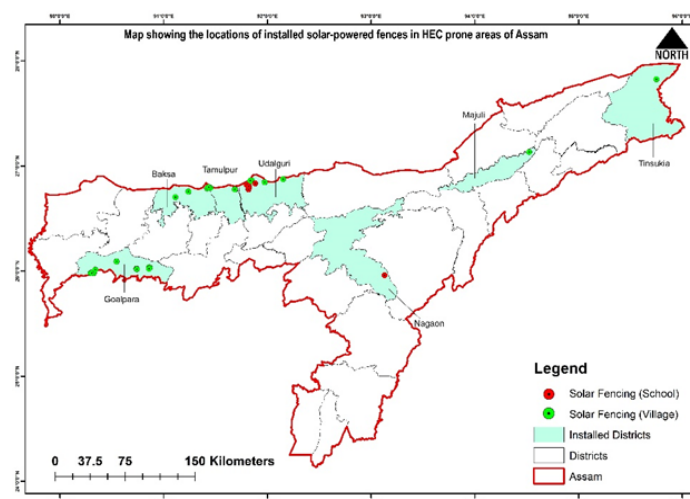 Map showing the locations of installed solar-powered fences in HEC prone areas of Assam
NORTH
Majuli
Udalguri
Tamulpur
Baksa
Tinsukia
Goalpara
Nagaon
Legend
Solar Fencing (School)
Solar Fencing (Village)
Installed Districts
Districts
Assam
0 37.5 75 150 Kilometers